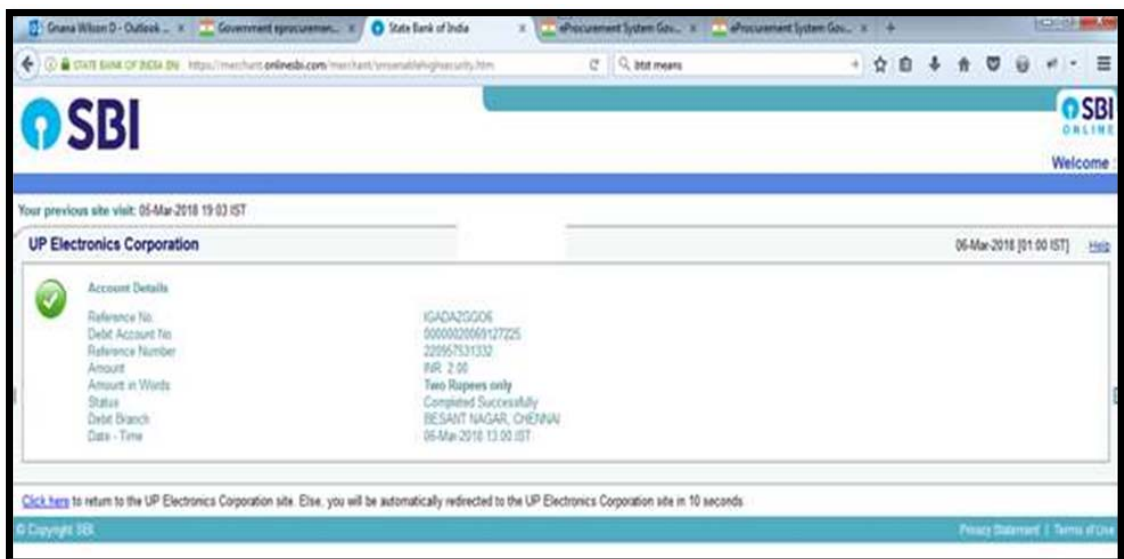 Gnana Wilson D - Outlook ... × Government eprocuremen... × State Bank of India × eProcurement System Gov... × eProcurement System Gov... × +
STATE BANK OF INDIA (IN) https://merchant.onlinesbi.com/merchant/ btst means
SBI
SBI
ONLINE
Welcome :
Your previous site visit: 05-Mar-2018 19:03 IST
UP Electronics Corporation 06-Mar-2018 [01:00 IST] Help
Account Details
Reference No. IGADAZGGO6
Debit Account No 00000020069127225
Reference Number 220957531332
Amount INR 2.00
Amount in Words Two Rupees only
Status Completed Successfully
Debit Branch BESANT NAGAR, CHENNAI
Date - Time 06-Mar-2018 13:00 IST
Click here to return to the UP Electronics Corporation site. Else, you will be automatically redirected to the UP Electronics Corporation site in 10 seconds
© Copyright SBI. Privacy Statement | Terms of Use